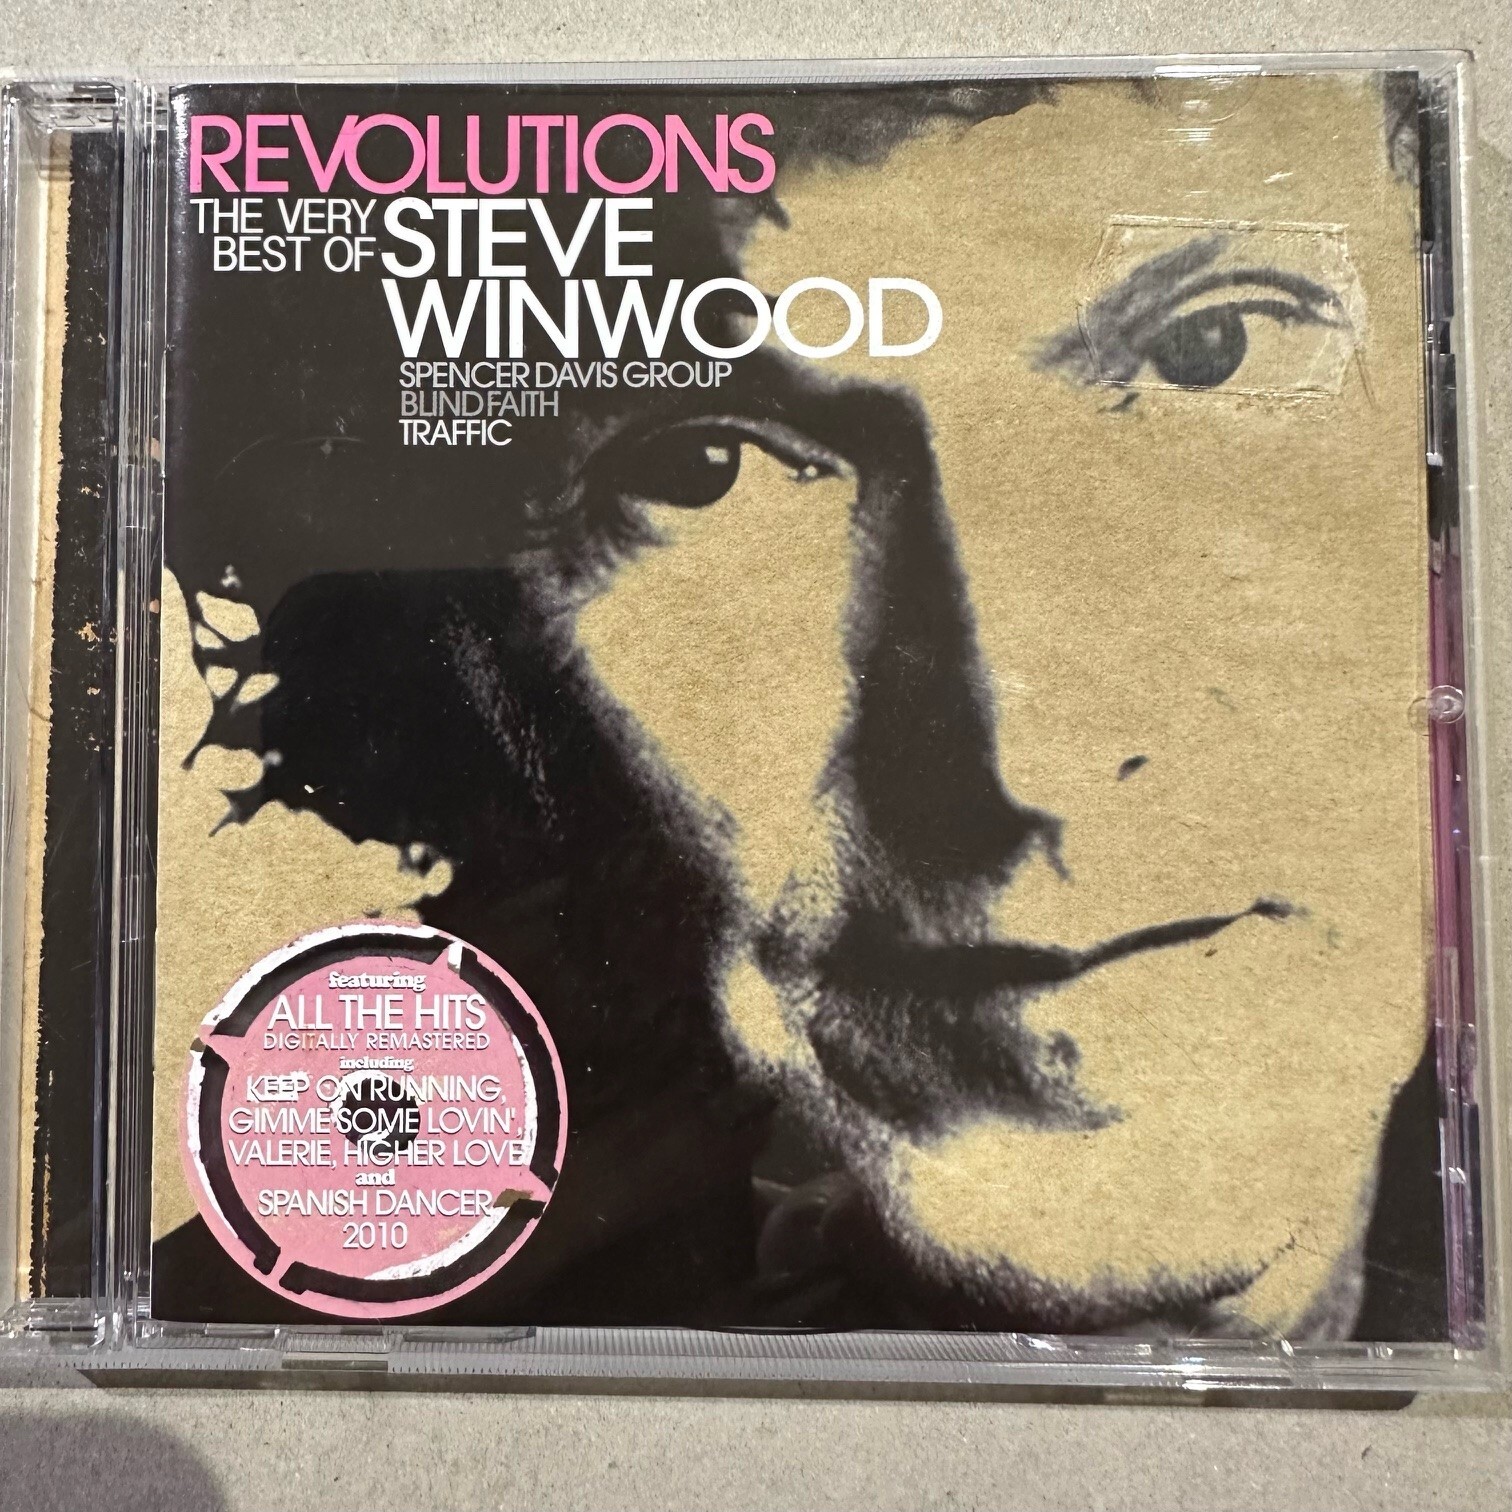 REVOLUTIONS
THE VERY
BEST OF
STEVE
WINWOOD
SPENCER DAVIS GROUP
BLIND FAITH
TRAFFIC
featuring
ALL THE HITS
DIGITALLY REMASTERED
including
KEEP ON RUNNING,
GIMME SOME LOVIN',
VALERIE, HIGHER LOVE
and
SPANISH DANCER
2010